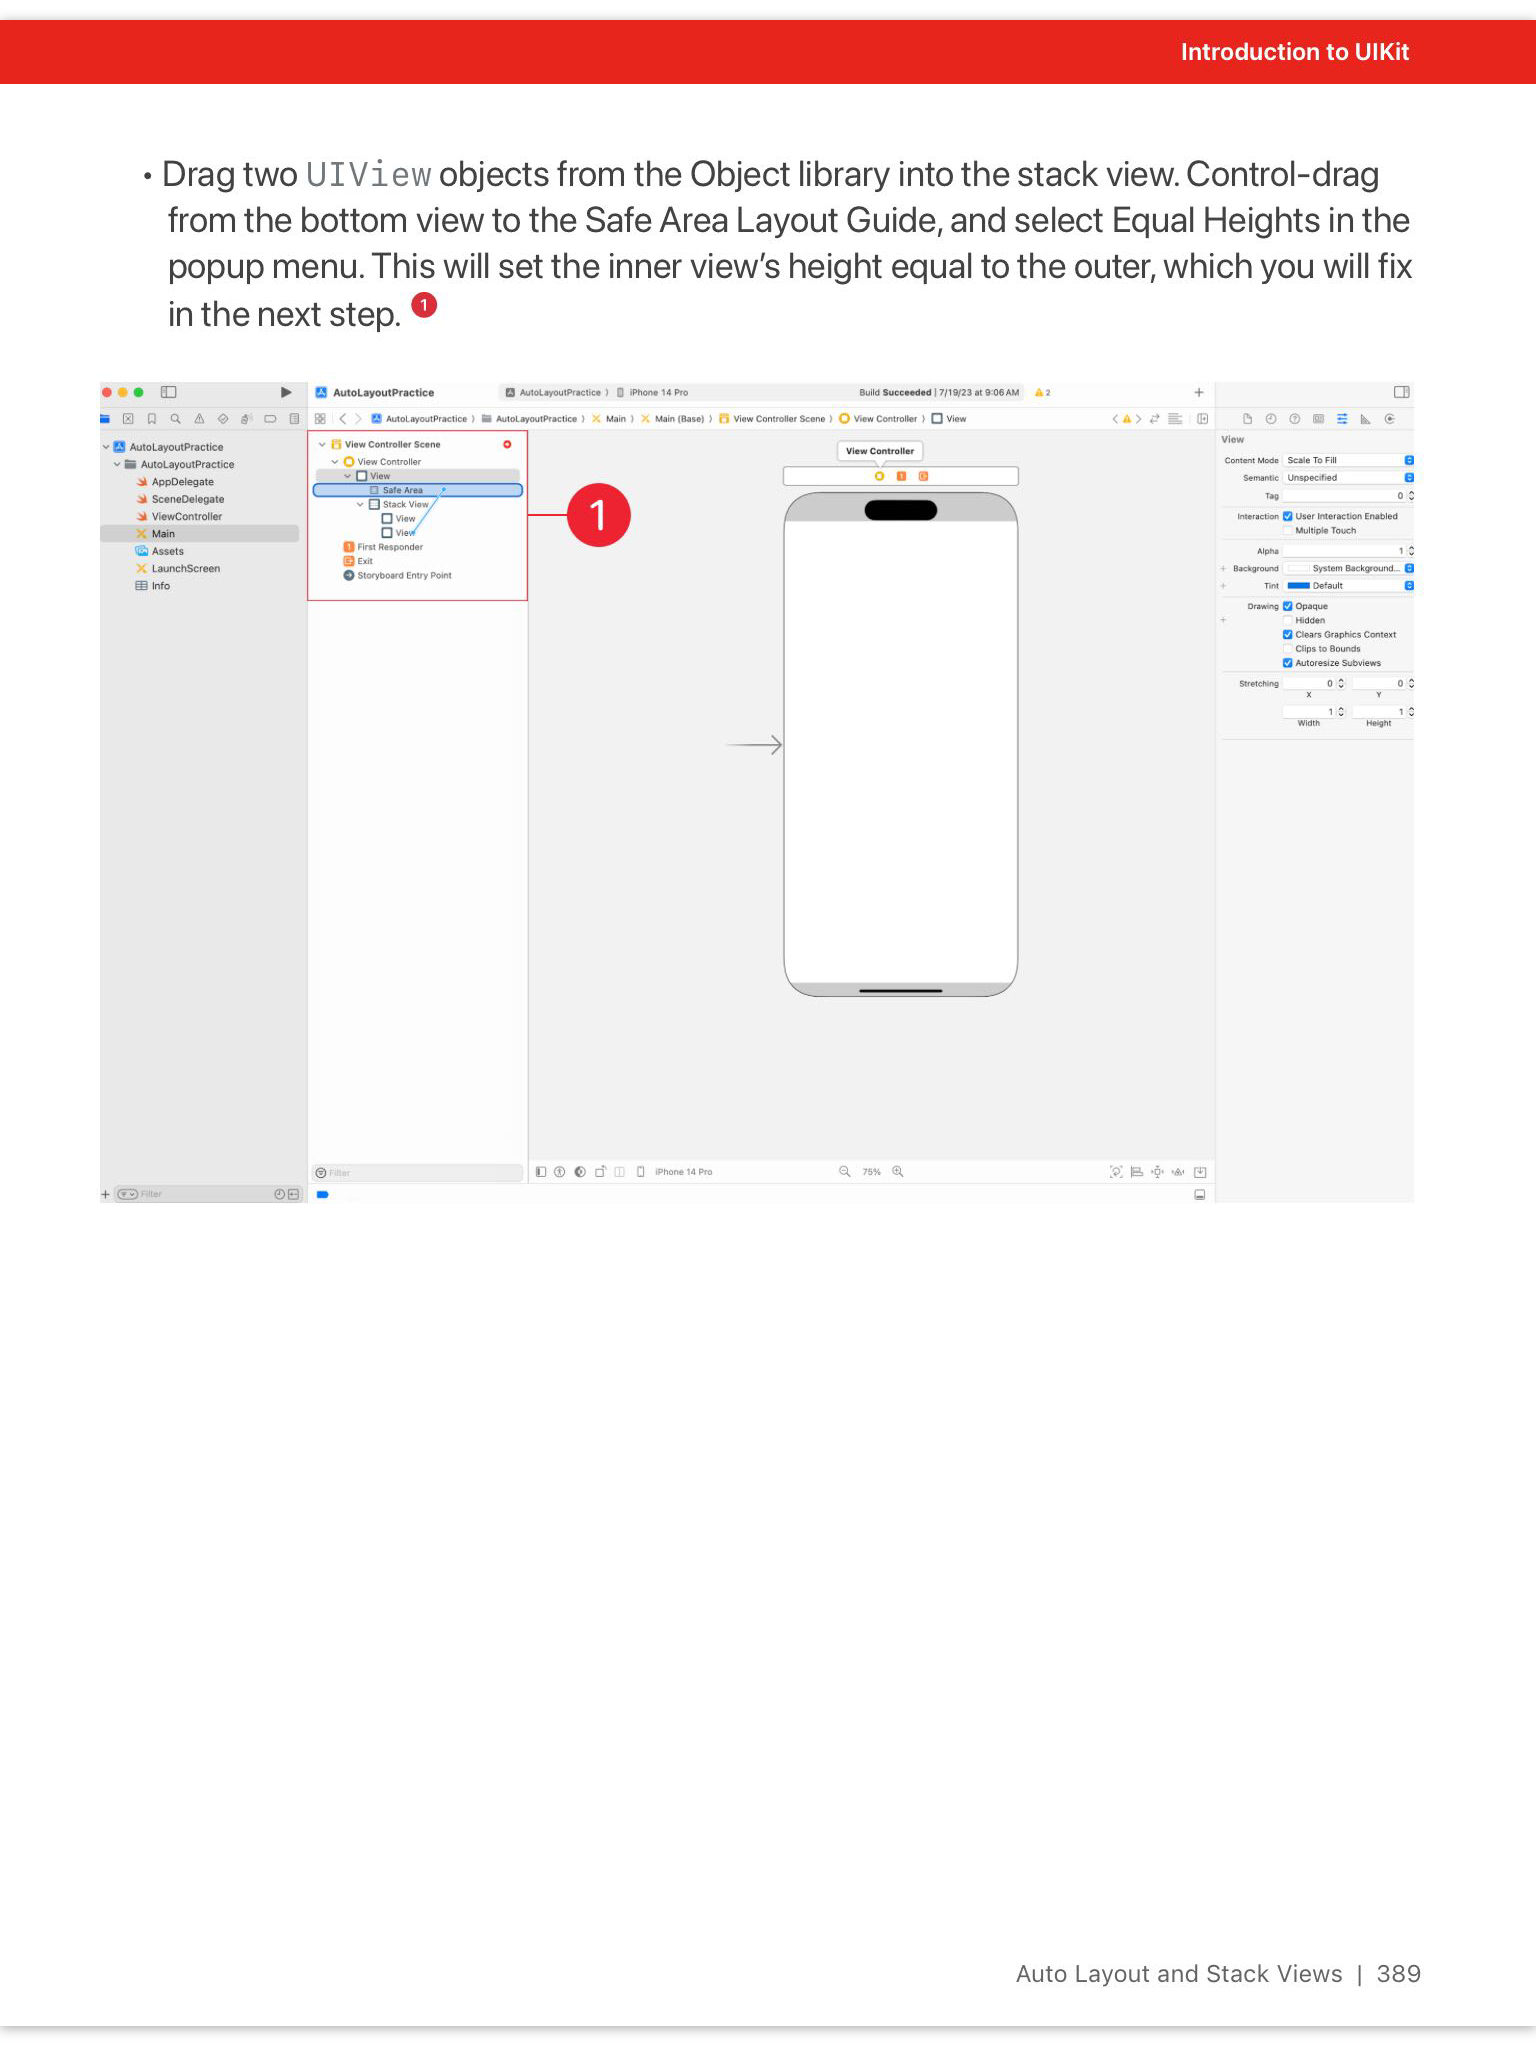 Introduction to UIKit
• Drag two UIView objects from the Object library into the stack view. Control-drag
from the bottom view to the Safe Area Layout Guide, and select Equal Heights in the
popup menu. This will set the inner view’s height equal to the outer, which you will fix
in the next step. 1
AutoLayoutPractice
AutoLayoutPractice 〉 iPhone 14 Pro
Build Succeeded | 7/19/23 at 9:06 AM
2
AutoLayoutPractice 〉 AutoLayoutPractice 〉 Main 〉 Main (Base) 〉 View Controller Scene 〉 View Controller 〉 View
AutoLayoutPractice
AutoLayoutPractice
AppDelegate
SceneDelegate
ViewController
Main
Assets
LaunchScreen
Info
View Controller Scene
View Controller
View
Safe Area
Stack View
View
View
First Responder
Exit
Storyboard Entry Point
1
View Controller
View
Content Mode Scale To Fill
Semantic Unspecified
Tag 0
Interaction User Interaction Enabled
Multiple Touch
Alpha 1
Background System Background...
Tint Default
Drawing Opaque
Hidden
Clears Graphics Context
Clips to Bounds
Autoresize Subviews
Stretching 0 0
X Y
1 1
Width Height
Filter
iPhone 14 Pro
75%
Filter
Auto Layout and Stack Views | 389